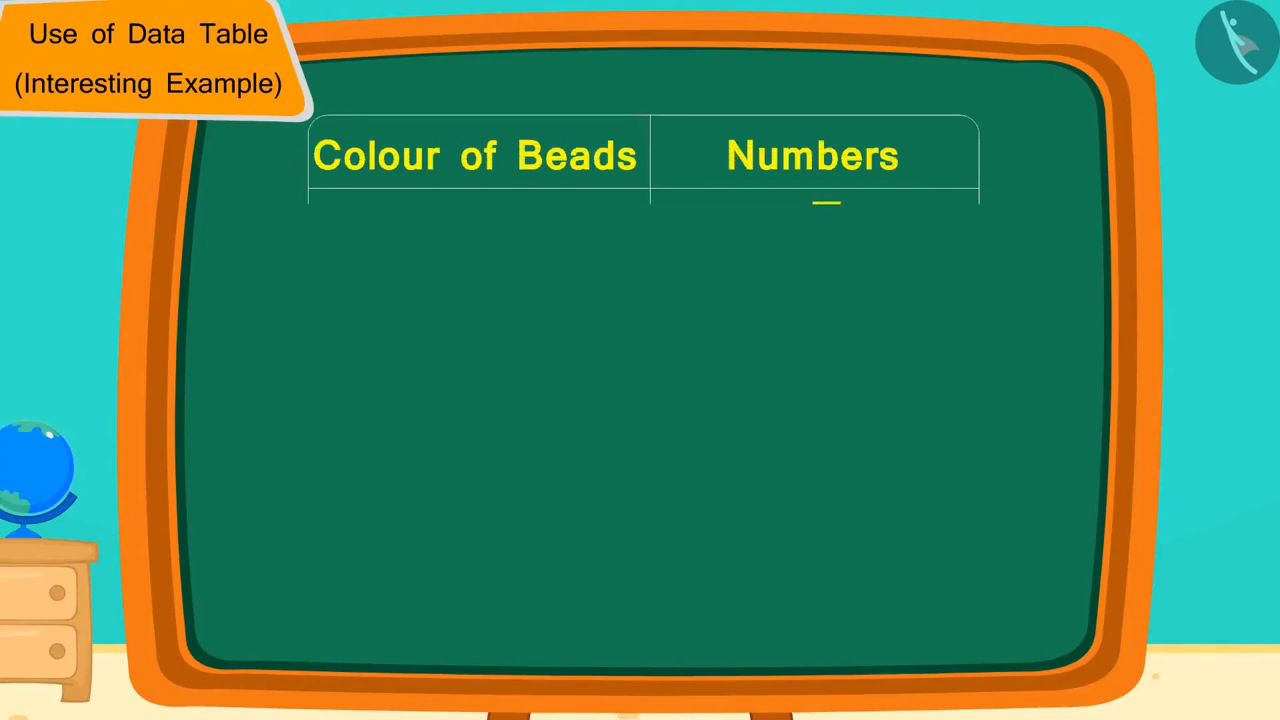 Use of Data Table
(Interesting Example)
Colour of Beads Numbers